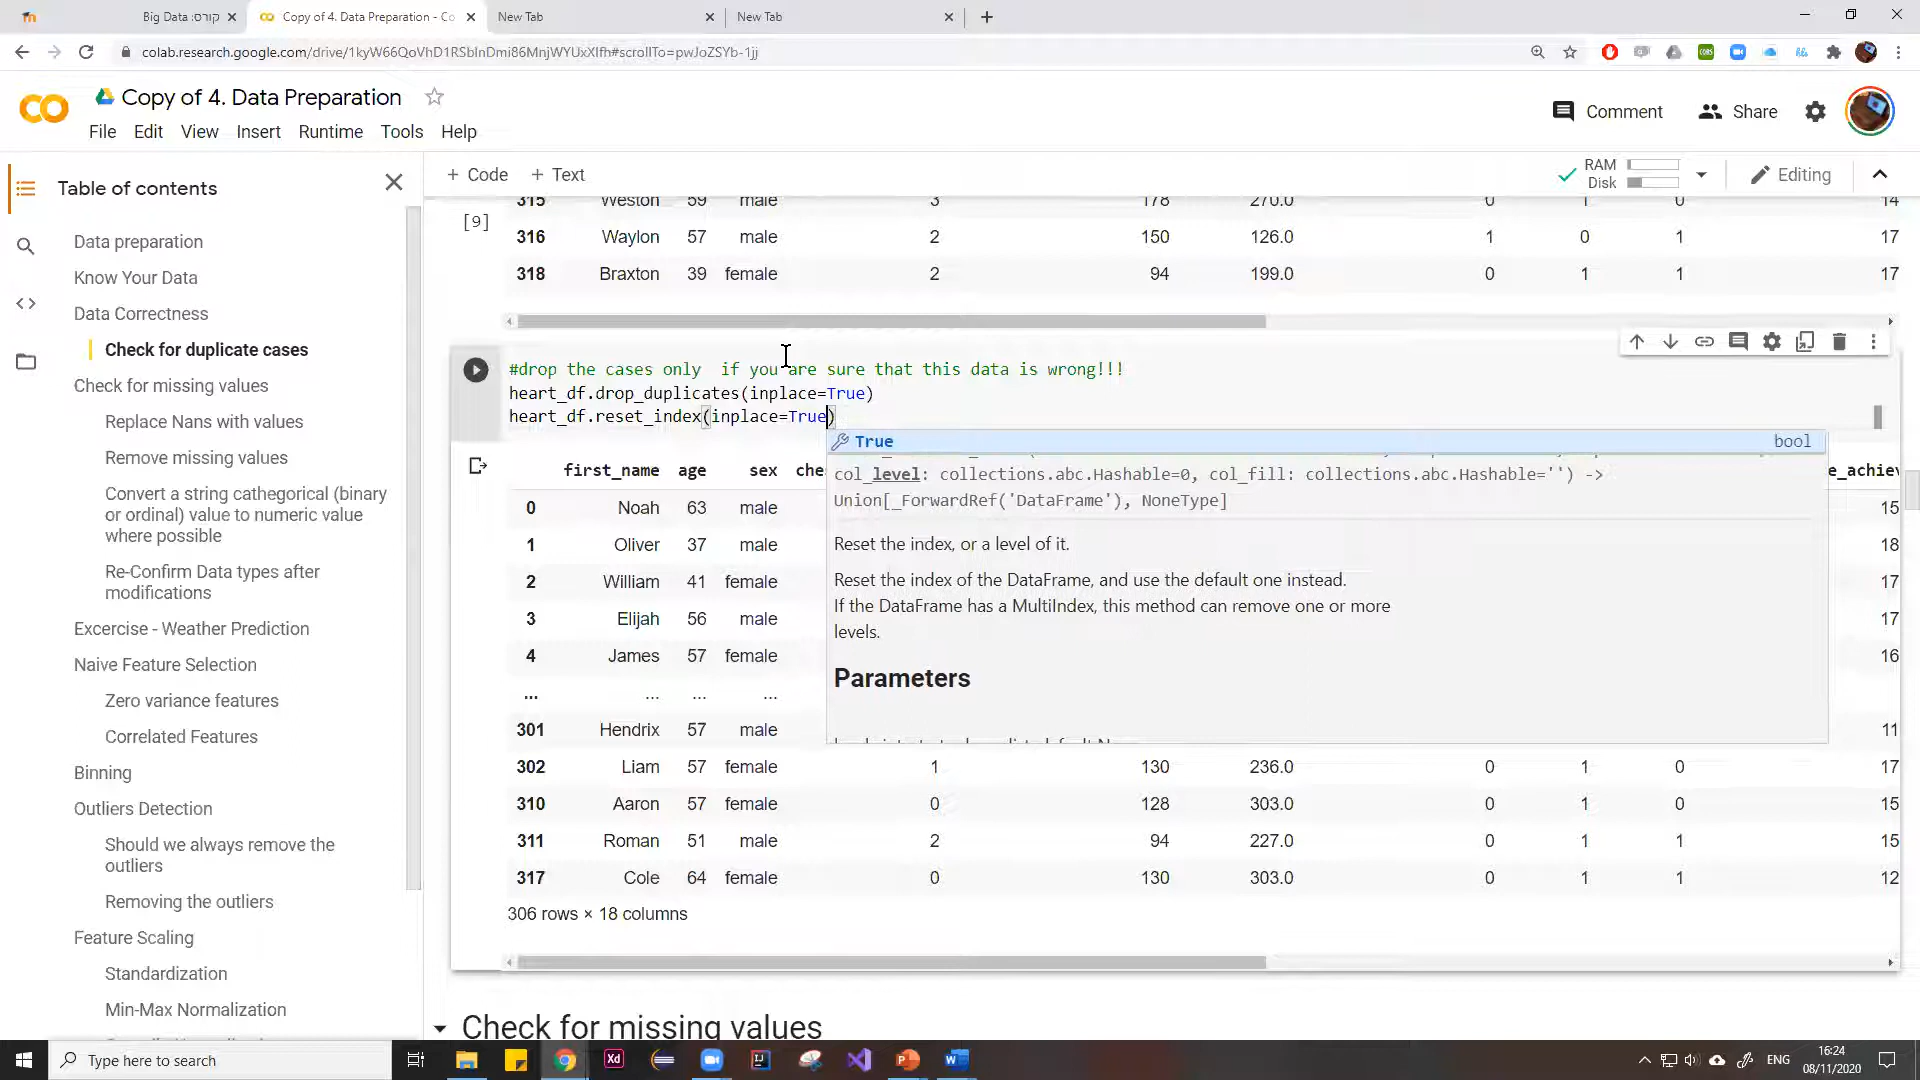 קורס: Big Data
Copy of 4. Data Preparation - Co
New Tab
New Tab
colab.research.google.com/drive/1kyW66QoVhD1RSbInDmi86MnjWYUxXIfh#scrollTo=pwJoZSYb-1jj
Copy of 4. Data Preparation
Comment
Share
File Edit View Insert Runtime Tools Help
+ Code + Text
RAM
Disk
Editing
Table of contents
Data preparation
Know Your Data
Data Correctness
Check for duplicate cases
Check for missing values
Replace Nans with values
Remove missing values
Convert a string cathegorical (binary
or ordinal) value to numeric value
where possible
Re-Confirm Data types after
modifications
Excercise - Weather Prediction
Naive Feature Selection
Zero variance features
Correlated Features
Binning
Outliers Detection
Should we always remove the
outliers
Removing the outliers
Feature Scaling
Standardization
Min-Max Normalization
[9]
315 Weston 59 male 3 178 270.0 0 1 0 14
316 Waylon 57 male 2 150 126.0 1 0 1 17
318 Braxton 39 female 2 94 199.0 0 1 1 17
#drop the cases only  if you are sure that this data is wrong!!!
heart_df.drop_duplicates(inplace=True)
heart_df.reset_index(inplace=True)
True bool
col_level: collections.abc.Hashable=0, col_fill: collections.abc.Hashable='') ->
Union[_ForwardRef('DataFrame'), NoneType]
Reset the index, or a level of it.
Reset the index of the DataFrame, and use the default one instead.
If the DataFrame has a MultiIndex, this method can remove one or more
levels.
Parameters
first_name age sex che e_achiev
0 Noah 63 male 15
1 Oliver 37 male 18
2 William 41 female 17
3 Elijah 56 male 17
4 James 57 female 16
... ... ... ...
301 Hendrix 57 male 11
302 Liam 57 female 1 130 236.0 0 1 0 17
310 Aaron 57 female 0 128 303.0 0 1 0 15
311 Roman 51 male 2 94 227.0 0 1 1 15
317 Cole 64 female 0 130 303.0 0 1 1 12
306 rows × 18 columns
Check for missing values
Type here to search
ENG
16:24
08/11/2020